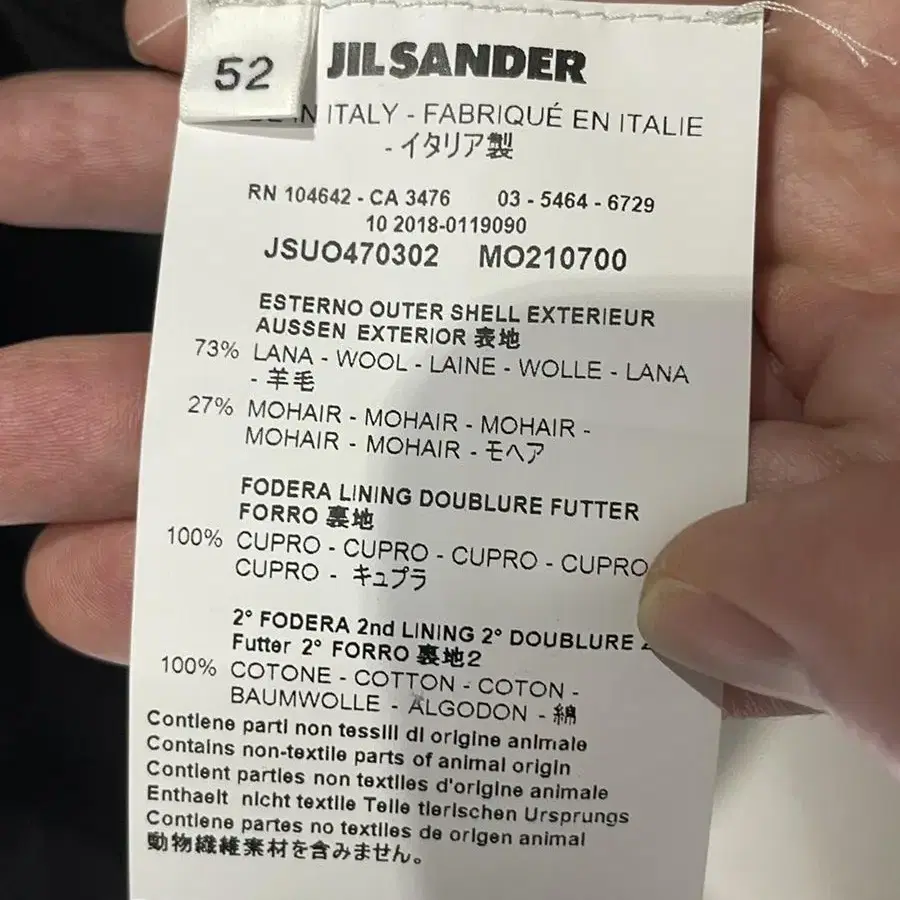 52
JIL SANDER
IN ITALY - FABRIQUÉ EN ITALIE
- イタリア製
RN 104642 - CA 3476 03 - 5464 - 6729
10 2018-0119090
JSUO470302 MO210700
ESTERNO OUTER SHELL EXTERIEUR
AUSSEN EXTERIOR 表地
73% LANA - WOOL - LAINE - WOLLE - LANA
- 羊毛
27% MOHAIR - MOHAIR - MOHAIR -
MOHAIR - MOHAIR - モヘア
FODERA LINING DOUBLURE FUTTER
FORRO 裏地
100% CUPRO - CUPRO - CUPRO - CUPRO
CUPRO - キュプラ
2° FODERA 2nd LINING 2° DOUBLURE 2
Futter 2° FORRO 裏地2
100% COTONE - COTTON - COTON -
BAUMWOLLE - ALGODON - 綿
Contiene parti non tessili di origine animale
Contains non-textile parts of animal origin
Contient parties non textiles d'origine animale
Enthaelt nicht textile Teile tierischen Ursprungs
Contiene partes no textiles de origen animal
動物繊維素材を含みません。